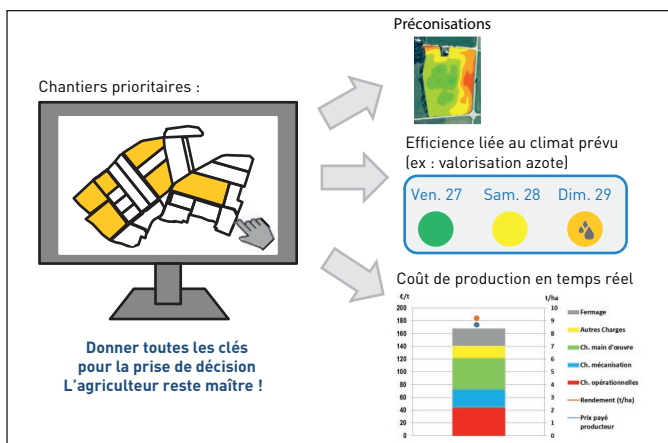 Préconisations
Chantiers prioritaires :
Efficience liée au climat prévu
(ex : valorisation azote)
Ven. 27 Sam. 28 Dim. 29
Coût de production en temps réel
Donner toutes les clés
pour la prise de décision
L'agriculteur reste maître !
€/t
t/ha
200
180
160
140
120
100
80
60
40
20
0
10
9
8
7
6
5
4
3
2
1
0
Fermage
Autres Charges
Ch. main d'œuvre
Ch. mécanisation
Ch. opérationnelles
Rendement (t/ha)
Prix payé
producteur